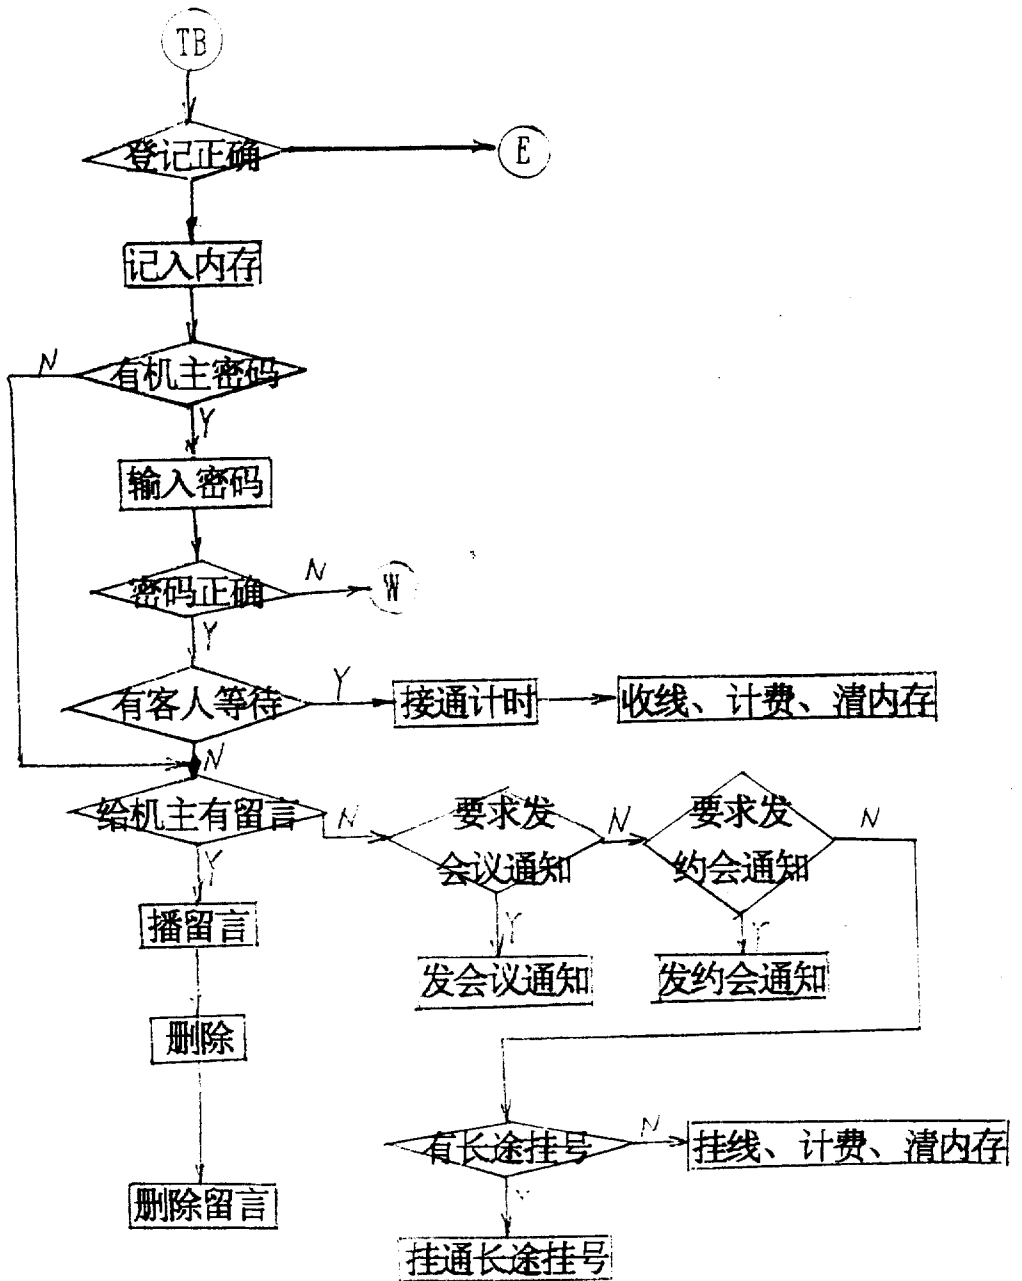 TB
登记正确
E
记入内存
N
有机主密码
Y
输入密码
密码正确
N
W
Y
有客人等待
Y
接通计时
收线、计费、清内存
N
给机主有留言
N
要求发
会议通知
N
要求发
约会通知
N
Y
播留言
Y
发会议通知
Y
发约会通知
删除
有长途挂号
N
挂线、计费、清内存
删除留言
Y
挂通长途挂号